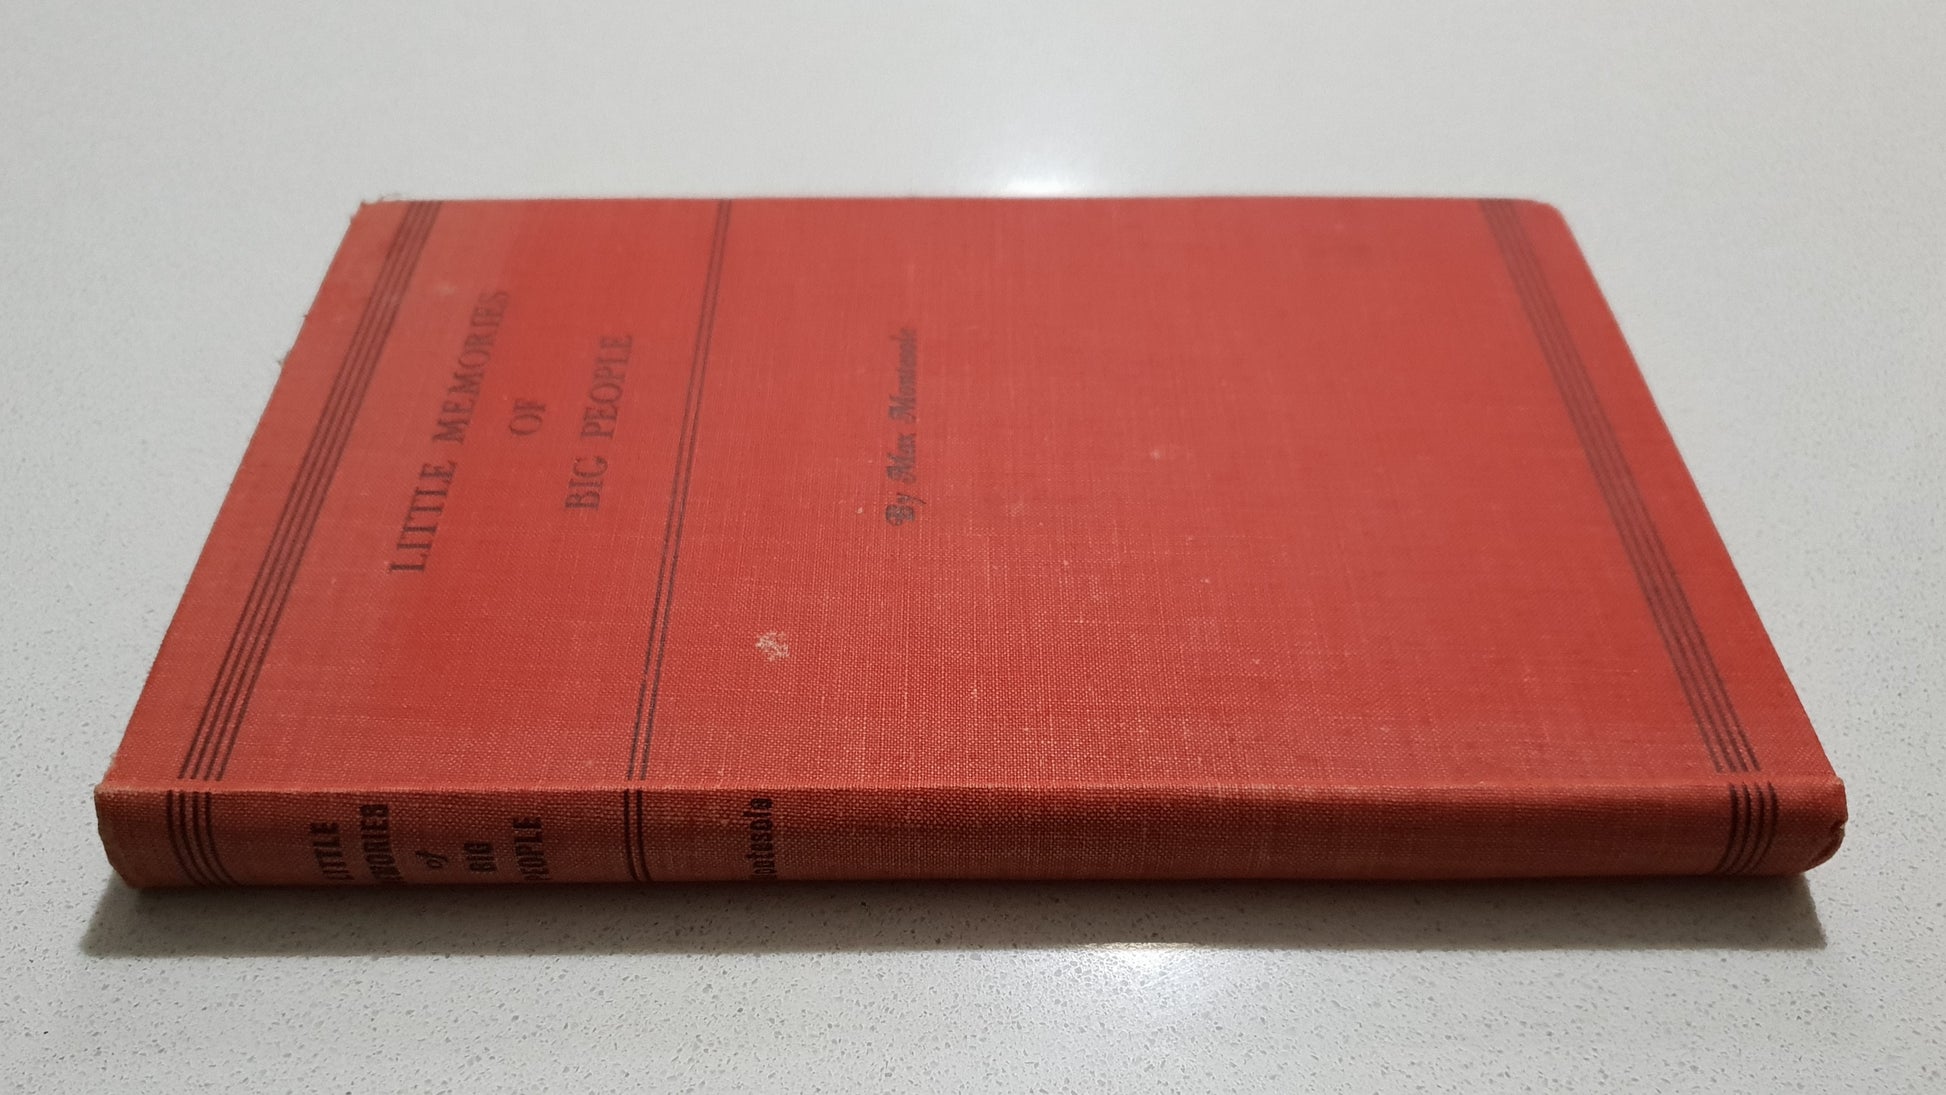 LITTLE MEMORIES
OF
BIG PEOPLE
By Max Montesole
LITTLE
MEMORIES
of
BIG
PEOPLE
Montesole